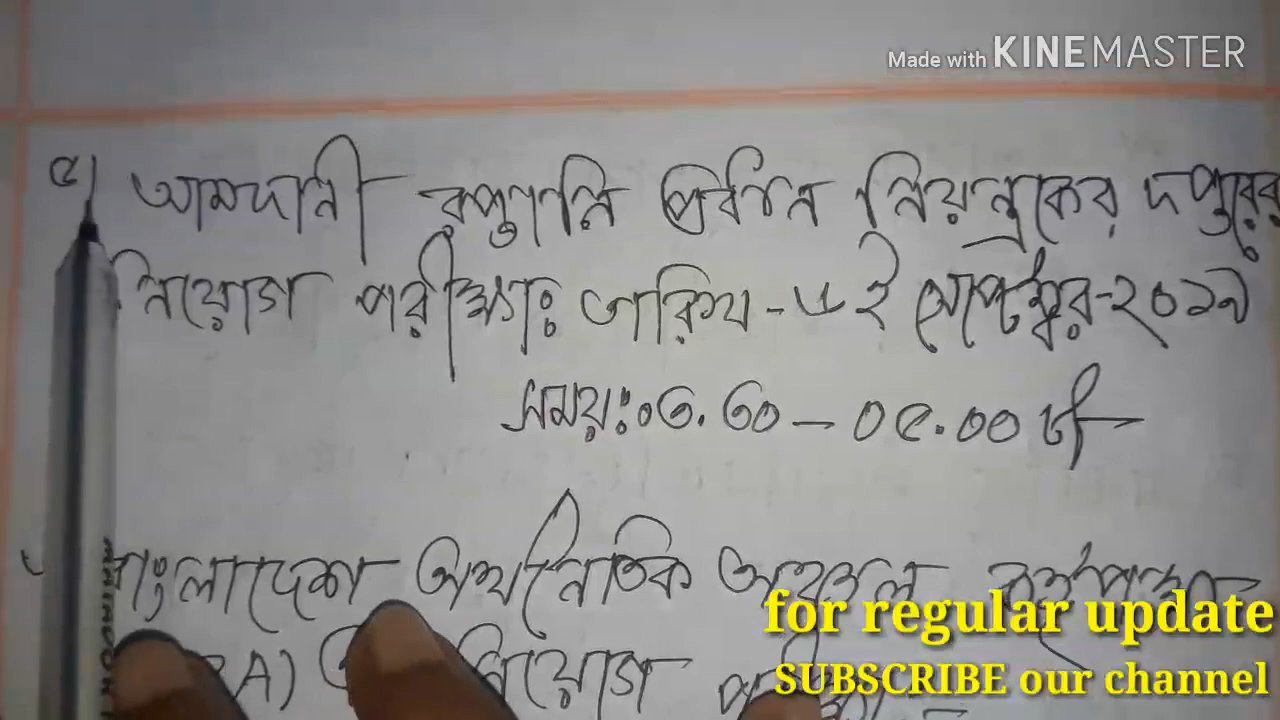 Made with KINEMASTER
৫। আমদানী রপ্তানি প্রধান নিয়ন্ত্রকের দপ্তরের
নিয়োগ পরীক্ষাঃ তারিখ - ৬ই সেপ্টেম্বর-২০১৯
সময়ঃ ০৩.৩০ – ০৫.০০ টা
বাংলাদেশ অর্থনৈতিক অঞ্চল কর্তৃপক্ষ
ZA) নিয়োগ
for regular update
SUBSCRIBE our channel